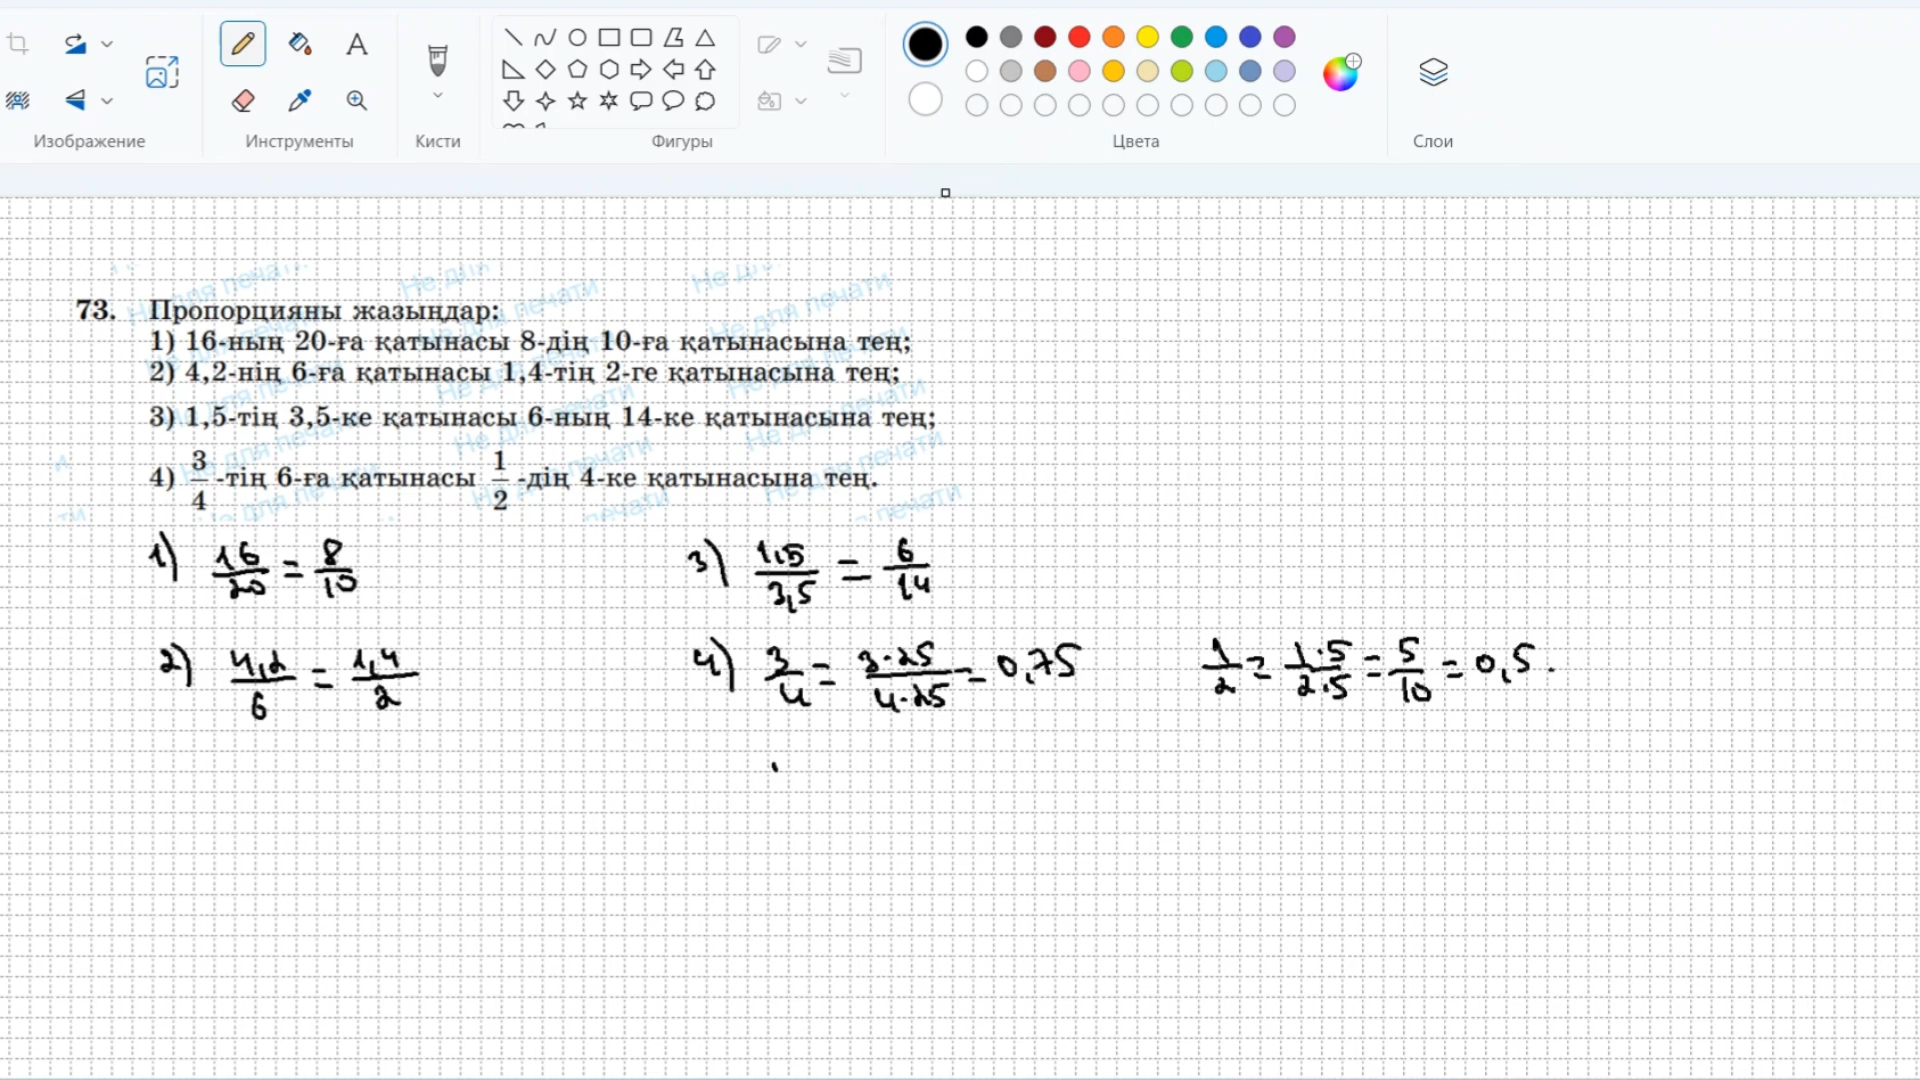 Изображение
Инструменты
Кисти
Фигуры
Цвета
Слои
73. Пропорцияны жазыңдар:
1) 16-ның 20-ға қатынасы 8-дің 10-ға қатынасына тең;
2) 4,2-нің 6-ға қатынасы 1,4-тің 2-ге қатынасына тең;
3) 1,5-тің 3,5-ке қатынасы 6-ның 14-ке қатынасына тең;
4) 3/4 -тің 6-ға қатынасы 1/2 -дің 4-ке қатынасына тең.
Не для печати
1) 16/20 = 8/10
3) 1,5/3,5 = 6/14
2) 4,2/6 = 1,4/2
4) 3/4 = 3·25/4·25 = 0,75
1/2 = 1·5/2·5 = 5/10 = 0,5.